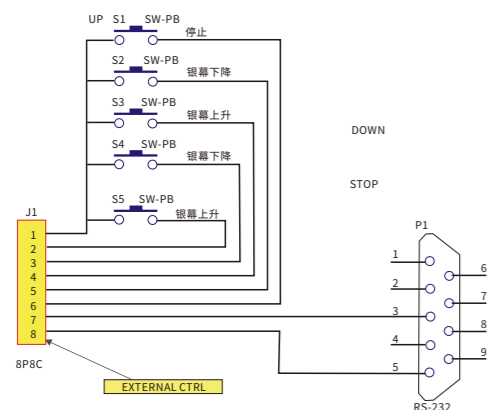 UP S1 SW-PB
停止
S2 SW-PB
银幕下降
S3 SW-PB
银幕上升
S4 SW-PB
银幕下降
S5 SW-PB
银幕上升
DOWN
STOP
J1
1
2
3
4
5
6
7
8
8P8C
EXTERNAL CTRL
P1
1
6
2
7
3
8
4
9
5
RS-232